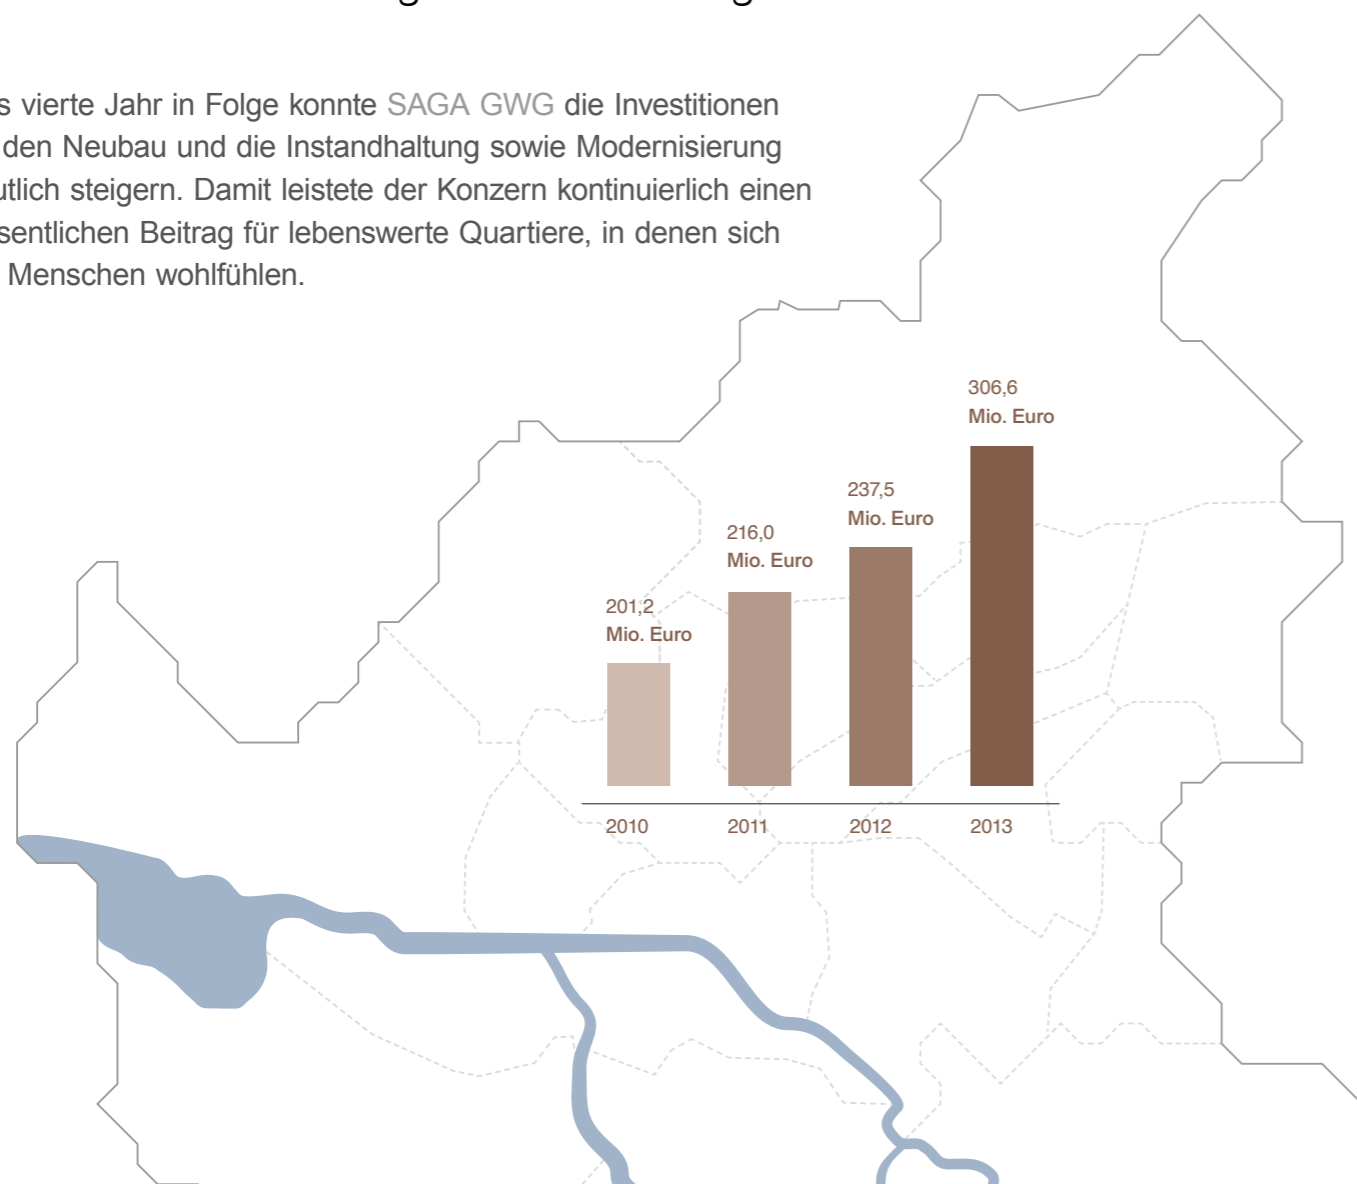 vierte Jahr in Folge konnte SAGA GWG die Investitionen
den Neubau und die Instandhaltung sowie Modernisierung
steigern. Damit leistete der Konzern kontinuierlich einen
Beitrag für lebenswerte Quartiere, in denen sich
Menschen wohlfühlen.
306,6
Mio. Euro
237,5
Mio. Euro
216,0
Mio. Euro
201,2
Mio. Euro
2010 2011 2012 2013